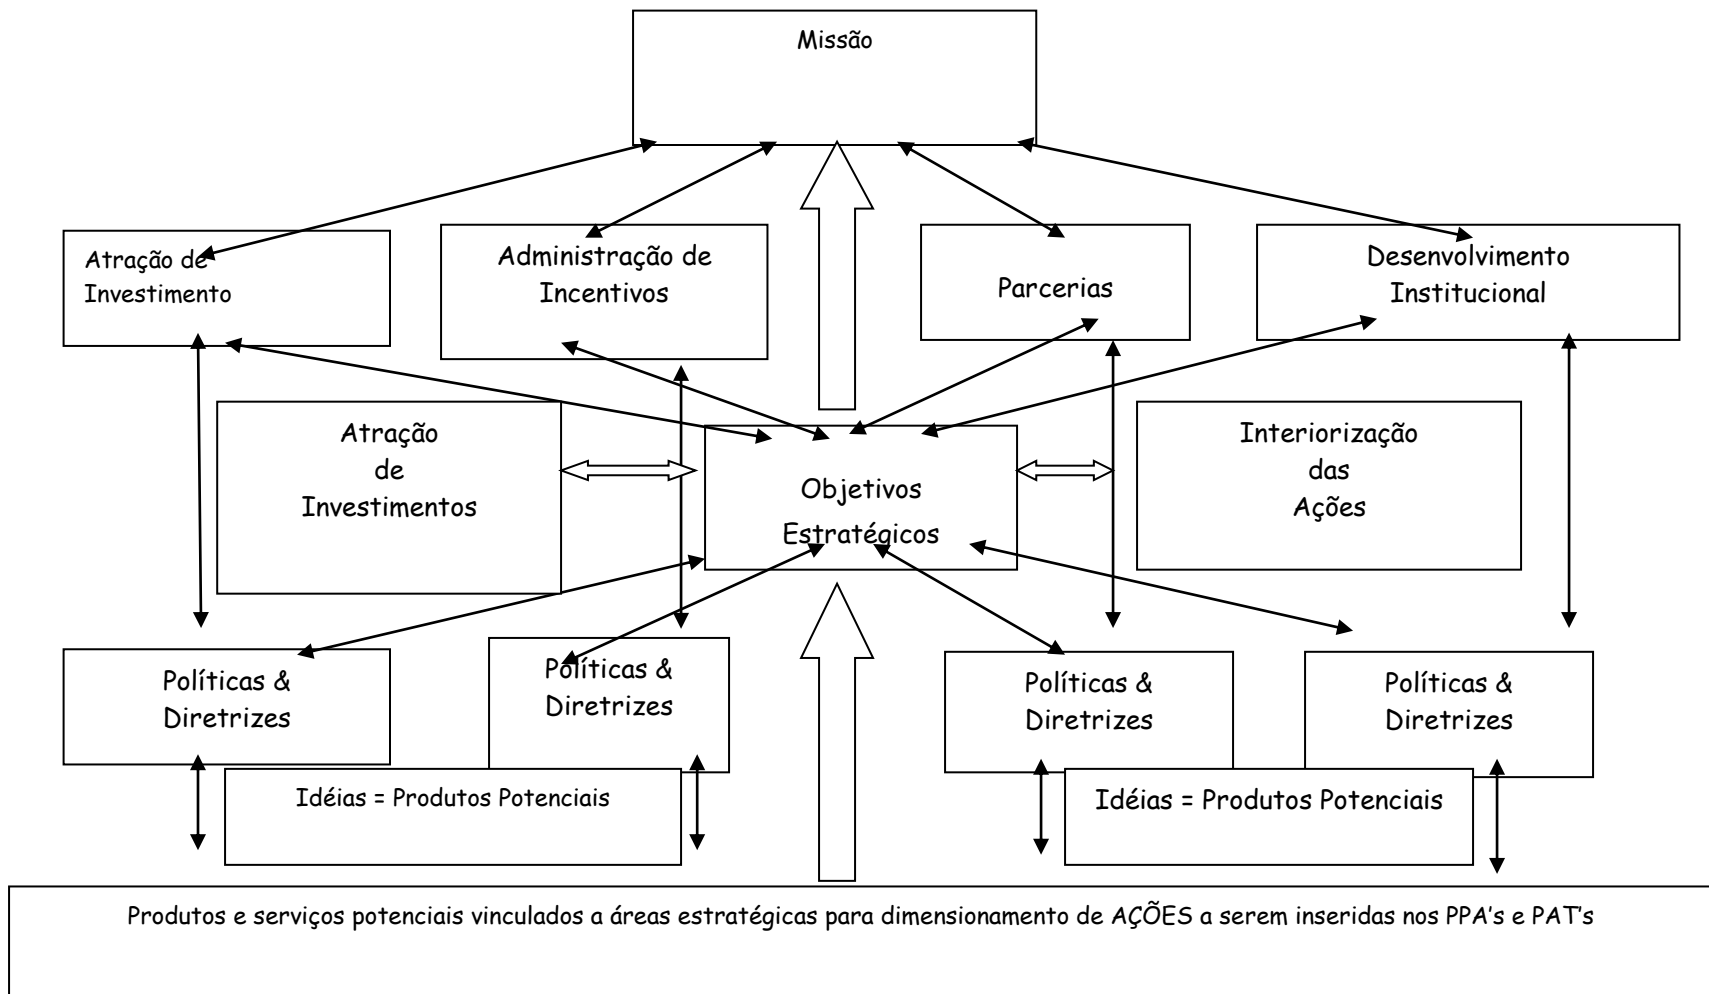 Missão
Atração de
Investimento
Administração de
Incentivos
Parcerias
Desenvolvimento
Institucional
Atração
de
Investimentos
Objetivos
Estratégicos
Interiorização
das
Ações
Políticas &
Diretrizes
Políticas &
Diretrizes
Políticas &
Diretrizes
Políticas &
Diretrizes
Idéias = Produtos Potenciais
Idéias = Produtos Potenciais
Produtos e serviços potenciais vinculados a áreas estratégicas para dimensionamento de AÇÕES a serem inseridas nos PPA’s e PAT’s